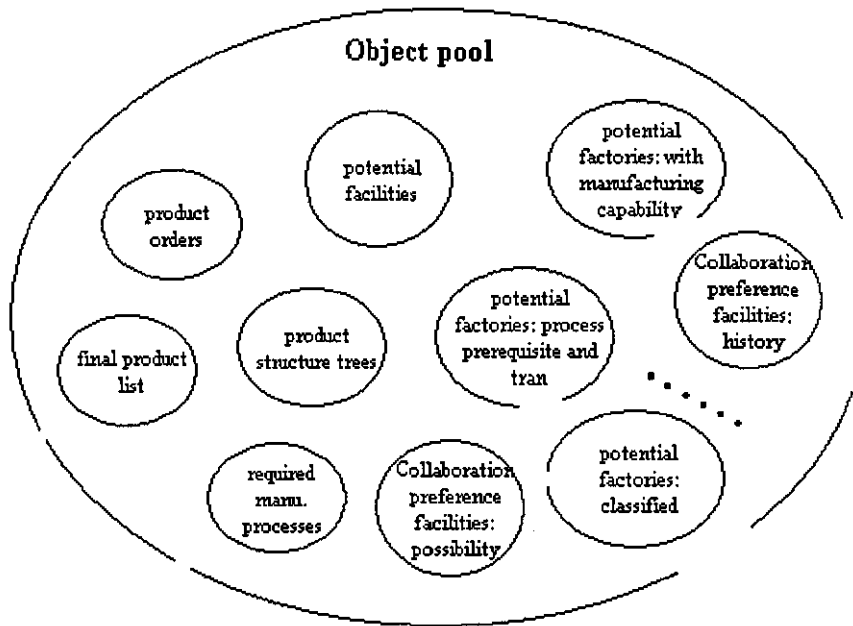 Object pool
potential
facilities
potential
factories: with
manufacturing
capability
product
orders
Collaboration
preference
facilities:
history
potential
factories: process
prerequisite and
tran
product
structure trees
final product
list
required
manu.
processes
Collaboration
preference
facilities:
possibility
potential
factories:
classified